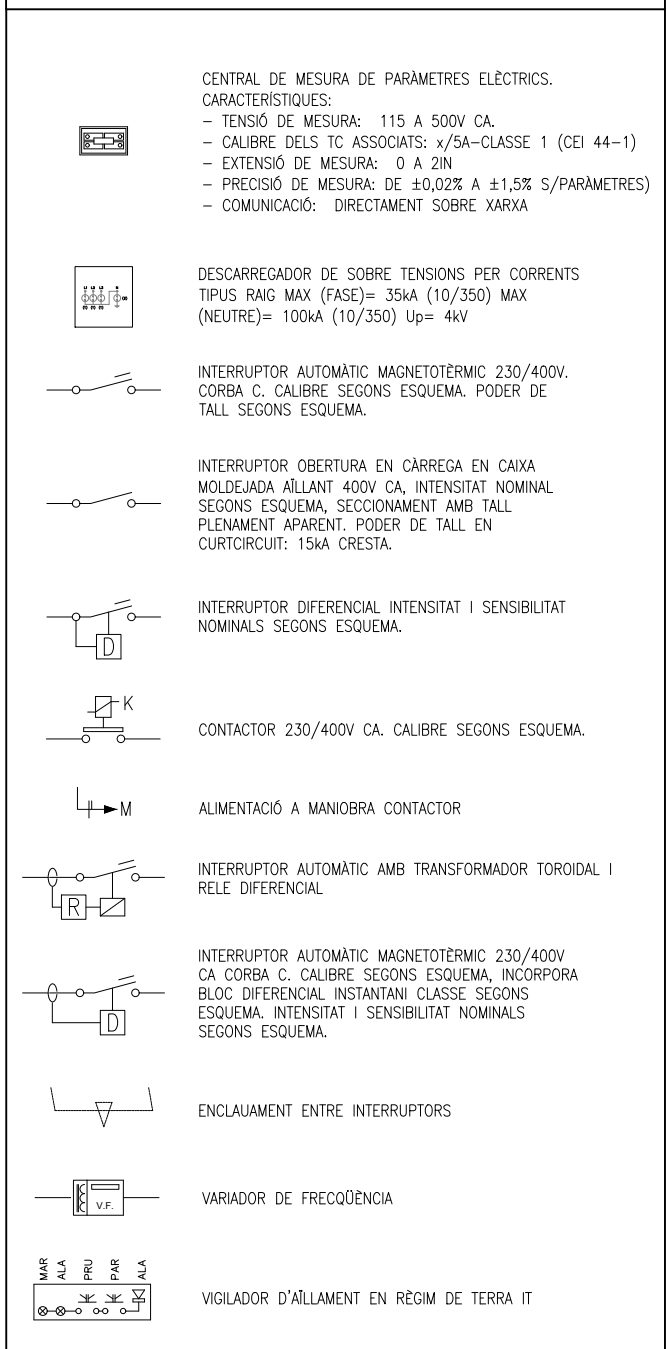 CENTRAL DE MESURA DE PARÀMETRES ELÈCTRICS.
CARACTERÍSTIQUES:
– TENSIÓ DE MESURA: 115 A 500V CA.
– CALIBRE DELS TC ASSOCIATS: x/5A–CLASSE 1 (CEI 44–1)
– EXTENSIÓ DE MESURA: 0 A 2IN
– PRECISIÓ DE MESURA: DE ±0,02% A ±1,5% S/PARÀMETRES)
– COMUNICACIÓ: DIRECTAMENT SOBRE XARXA
DESCARREGADOR DE SOBRE TENSIONS PER CORRENTS
TIPUS RAIG MAX (FASE)= 35kA (10/350) MAX
(NEUTRE)= 100kA (10/350) Up= 4kV
INTERRUPTOR AUTOMÀTIC MAGNETOTÈRMIC 230/400V.
CORBA C. CALIBRE SEGONS ESQUEMA. PODER DE
TALL SEGONS ESQUEMA.
INTERRUPTOR OBERTURA EN CÀRREGA EN CAIXA
MOLDEJADA AÏLLANT 400V CA, INTENSITAT NOMINAL
SEGONS ESQUEMA, SECCIONAMENT AMB TALL
PLENAMENT APARENT. PODER DE TALL EN
CURTCIRCUIT: 15kA CRESTA.
D
INTERRUPTOR DIFERENCIAL INTENSITAT I SENSIBILITAT
NOMINALS SEGONS ESQUEMA.
K
CONTACTOR 230/400V CA. CALIBRE SEGONS ESQUEMA.
M
ALIMENTACIÓ A MANIOBRA CONTACTOR
R
INTERRUPTOR AUTOMÀTIC AMB TRANSFORMADOR TOROIDAL I
RELE DIFERENCIAL
D
INTERRUPTOR AUTOMÀTIC MAGNETOTÈRMIC 230/400V
CA CORBA C. CALIBRE SEGONS ESQUEMA, INCORPORA
BLOC DIFERENCIAL INSTANTANI CLASSE SEGONS
ESQUEMA. INTENSITAT I SENSIBILITAT NOMINALS
SEGONS ESQUEMA.
ENCLAUAMENT ENTRE INTERRUPTORS
V.F.
VARIADOR DE FRECQÜÈNCIA
MAR ALA PRU PAR ALA
VIGILADOR D'AÏLLAMENT EN RÈGIM DE TERRA IT